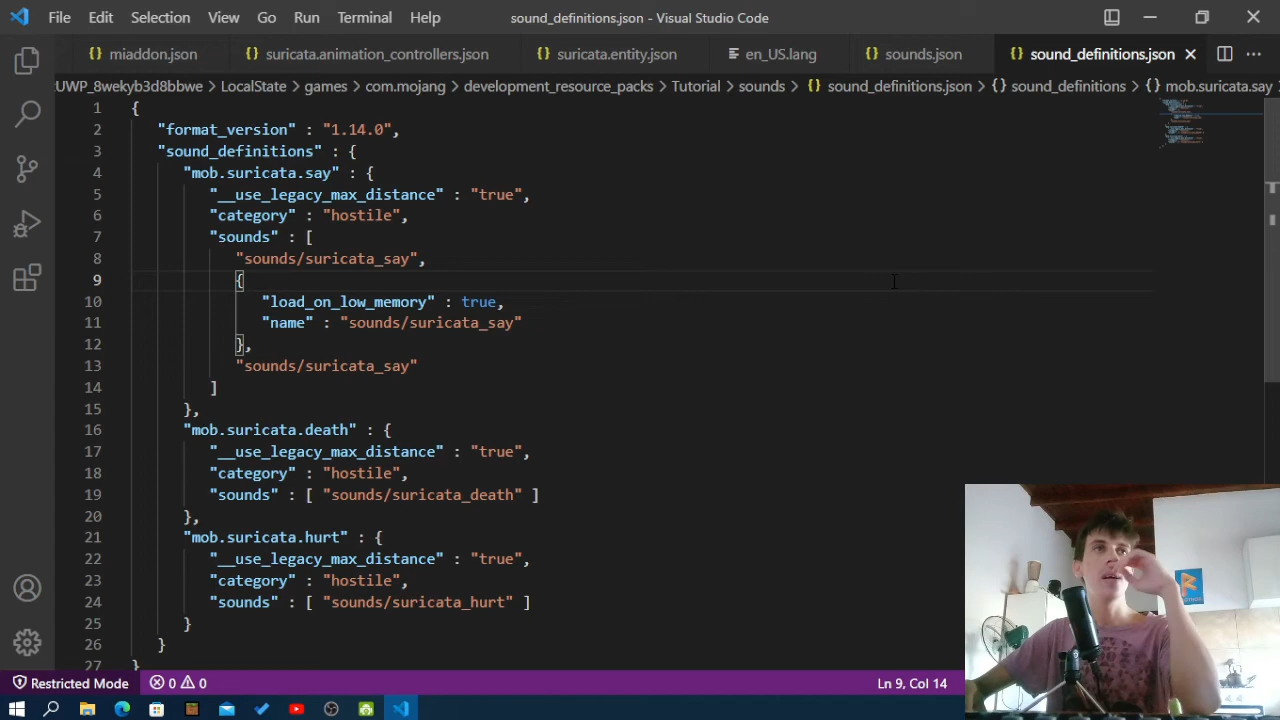 File Edit Selection View Go Run Terminal Help sound_definitions.json - Visual Studio Code
{} miaddon.json {} suricata.animation_controllers.json {} suricata.entity.json en_US.lang {} sounds.json {} sound_definitions.json
UWP_8wekyb3d8bbwe > LocalState > games > com.mojang > development_resource_packs > Tutorial > sounds > {} sound_definitions.json > {} sound_definitions > {} mob.suricata.say
1 {
2 "format_version" : "1.14.0",
3 "sound_definitions" : {
4 "mob.suricata.say" : {
5 "__use_legacy_max_distance" : "true",
6 "category" : "hostile",
7 "sounds" : [
8 "sounds/suricata_say",
9 {
10 "load_on_low_memory" : true,
11 "name" : "sounds/suricata_say"
12 },
13 "sounds/suricata_say"
14 ]
15 },
16 "mob.suricata.death" : {
17 "__use_legacy_max_distance" : "true",
18 "category" : "hostile",
19 "sounds" : [ "sounds/suricata_death" ]
20 },
21 "mob.suricata.hurt" : {
22 "__use_legacy_max_distance" : "true",
23 "category" : "hostile",
24 "sounds" : [ "sounds/suricata_hurt" ]
25 }
26 }
27 }
Restricted Mode 0 0 Ln 9, Col 14